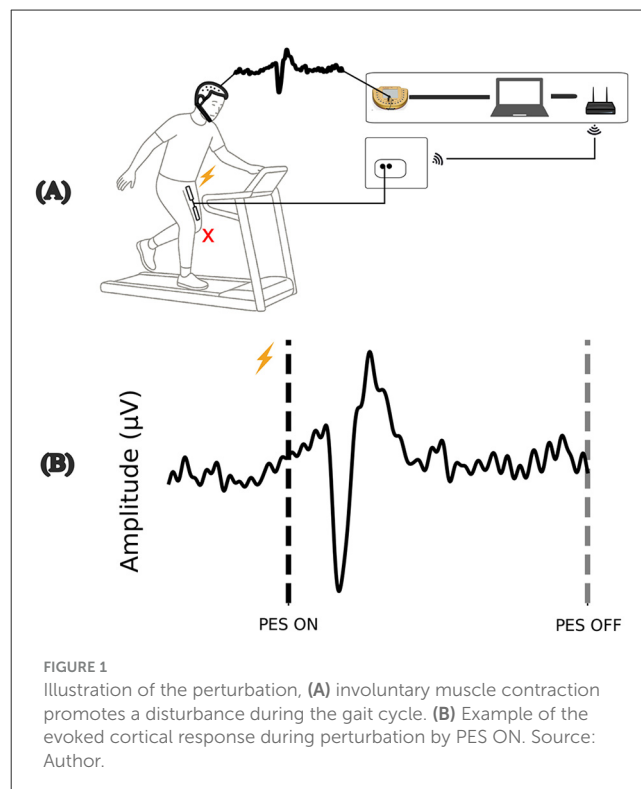 (A)
X
(B)
Amplitude (µV)
PES ON
PES OFF
FIGURE 1
Illustration of the perturbation, (A) involuntary muscle contraction
promotes a disturbance during the gait cycle. (B) Example of the
evoked cortical response during perturbation by PES ON. Source:
Author.